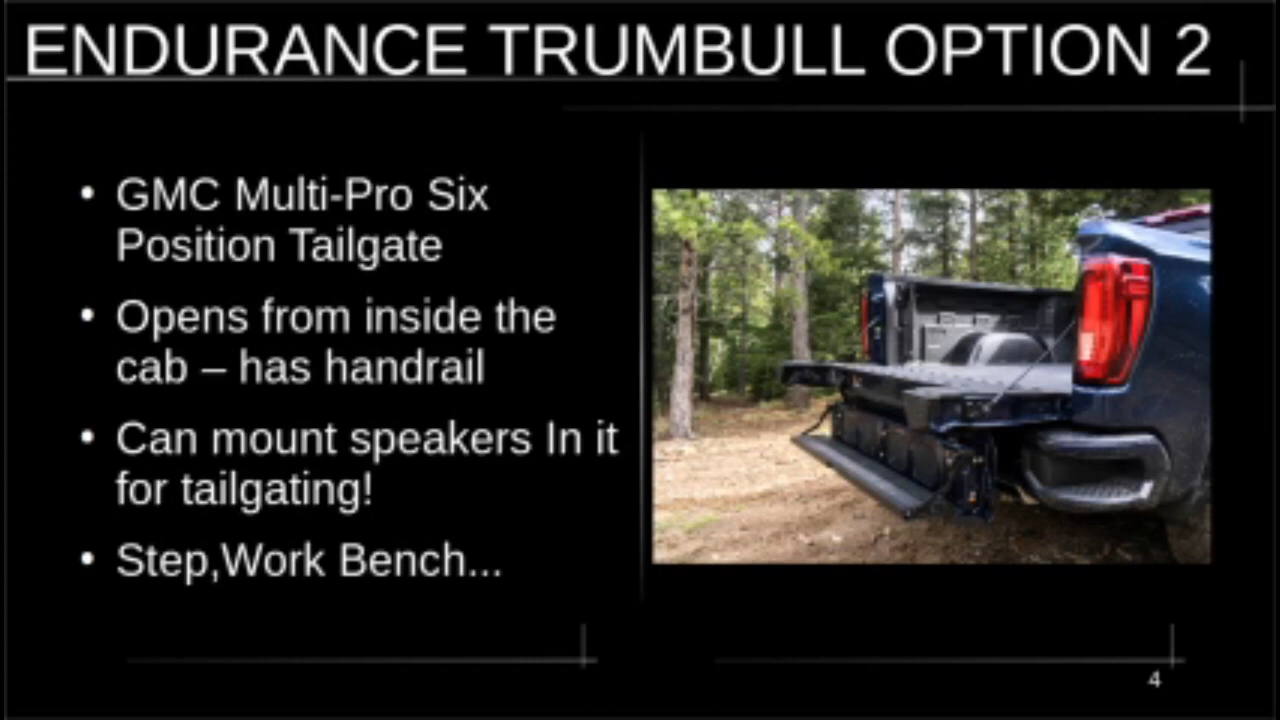 ENDURANCE TRUMBULL OPTION 2
• GMC Multi-Pro Six
Position Tailgate
• Opens from inside the
cab – has handrail
• Can mount speakers In it
for tailgating!
• Step,Work Bench...
4